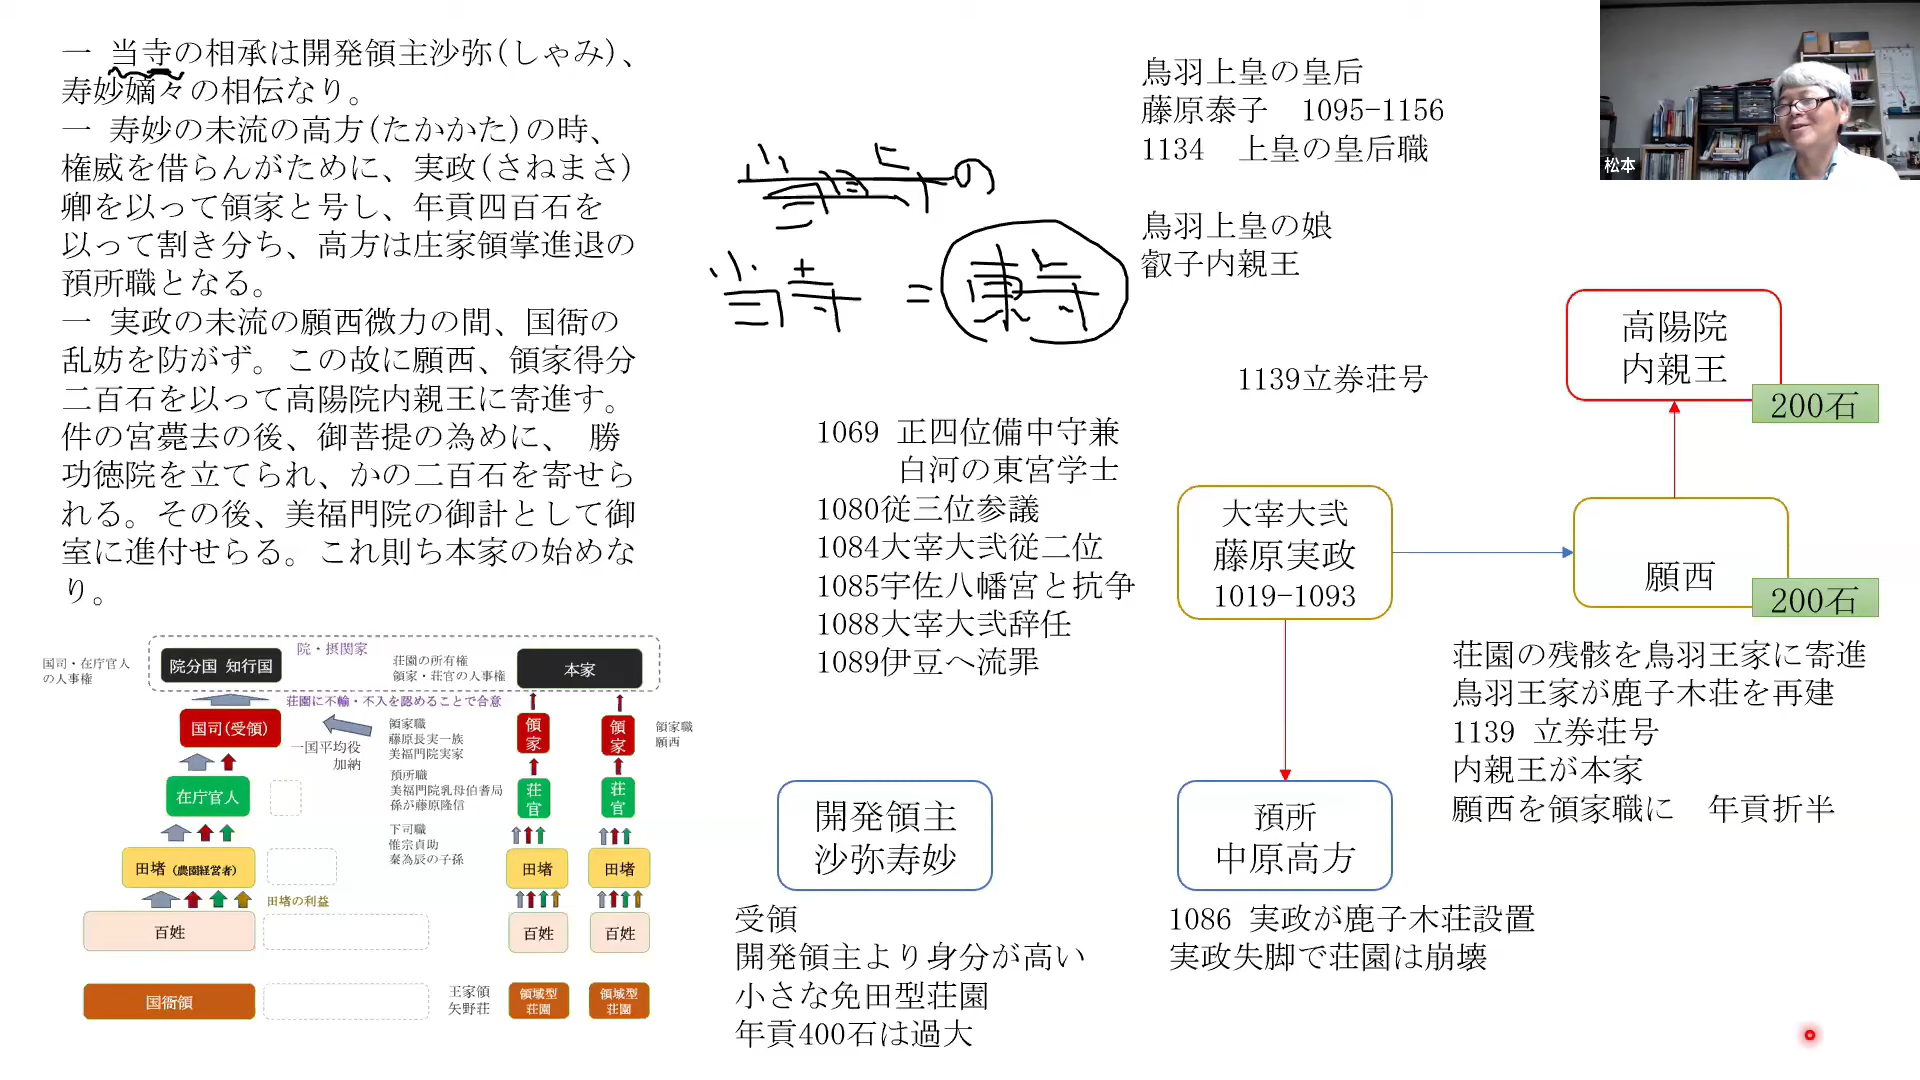 一 当寺の相承は開発領主沙弥(しゃみ)、
寿妙嫡々の相伝なり。
一 寿妙の未流の高方(たかかた)の時、
権威を借らんがために、実政(さねまさ)
卿を以って領家と号し、年貢四百石を
以って割き分ち、高方は庄家領掌進退の
預所職となる。
一 実政の未流の願西微力の間、国衙の
乱妨を防がず。この故に願西、領家得分
二百石を以って高陽院内親王に寄進す。
件の宮薨去の後、御菩提の為めに、 勝
功徳院を立てられ、かの二百石を寄せら
れる。その後、美福門院の御計として御
室に進付せらる。これ則ち本家の始めな
り。
当寺の
当寺 = 東寺
鳥羽上皇の皇后
藤原泰子 1095-1156
1134 上皇の皇后職
鳥羽上皇の娘
叡子内親王
松本
1139立券荘号
高陽院
内親王
200石
1069 正四位備中守兼
白河の東宮学士
1080従三位参議
1084大宰大弐従二位
1085宇佐八幡宮と抗争
1088大宰大弐辞任
1089伊豆へ流罪
大宰大弐
藤原実政
1019-1093
願西
200石
荘園の残骸を鳥羽王家に寄進
鳥羽王家が鹿子木荘を再建
1139 立券荘号
内親王が本家
願西を領家職に 年貢折半
開発領主
沙弥寿妙
受領
開発領主より身分が高い
小さな免田型荘園
年貢400石は過大
預所
中原高方
1086 実政が鹿子木荘設置
実政失脚で荘園は崩壊
国司・在庁官人
の人事権
院分国 知行国
院・摂関家
荘園の所有権
領家・荘官の人事権
本家
荘園に不輸・不入を認めることで合意
国司(受領)
一国平均役
加納
領家職
藤原長実一族
美福門院実家
領家
領家
領家職
願西
在庁官人
預所職
美福門院乳母伯耆局
孫が藤原隆信
荘官
荘官
下司職
惟宗貞助
秦為辰の子孫
田堵(農園経営者)
田堵
田堵
田堵の利益
百姓
百姓
百姓
国衙領
王家領
矢野荘
領域型
荘園
領域型
荘園